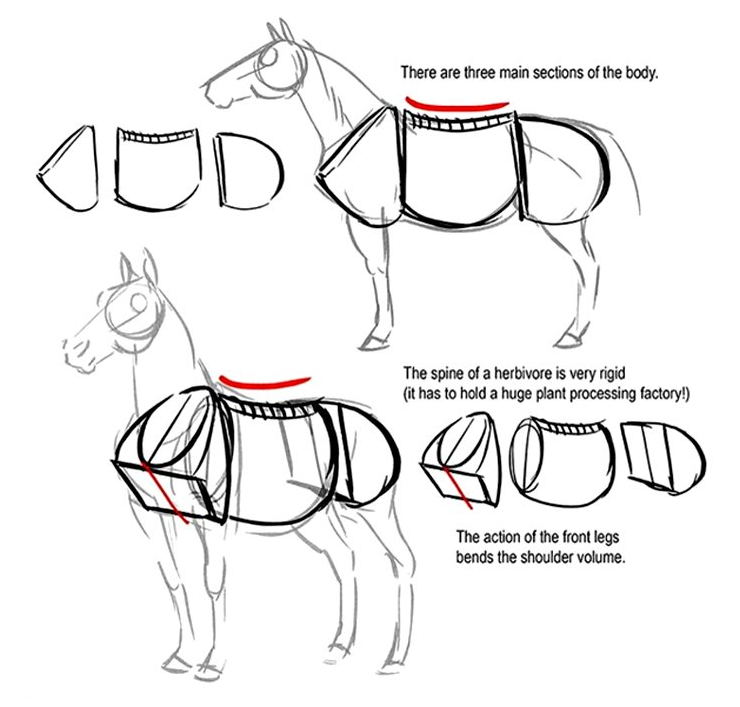 There are three main sections of the body.
The spine of a herbivore is very rigid
(it has to hold a huge plant processing factory!)
The action of the front legs
bends the shoulder volume.